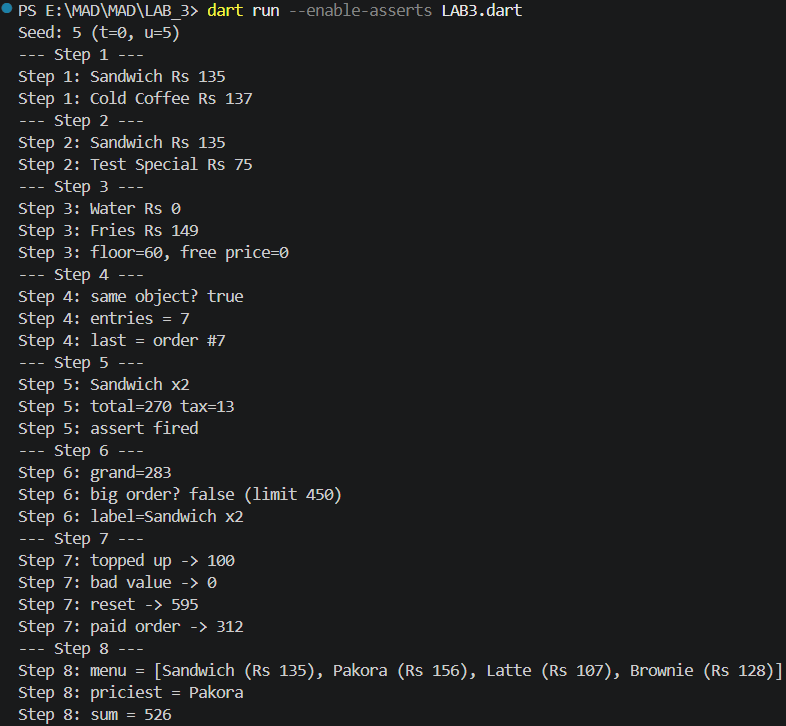 PS E:\MAD\MAD\LAB_3> dart run --enable-asserts LAB3.dart
Seed: 5 (t=0, u=5)
--- Step 1 ---
Step 1: Sandwich Rs 135
Step 1: Cold Coffee Rs 137
--- Step 2 ---
Step 2: Sandwich Rs 135
Step 2: Test Special Rs 75
--- Step 3 ---
Step 3: Water Rs 0
Step 3: Fries Rs 149
Step 3: floor=60, free price=0
--- Step 4 ---
Step 4: same object? true
Step 4: entries = 7
Step 4: last = order #7
--- Step 5 ---
Step 5: Sandwich x2
Step 5: total=270 tax=13
Step 5: assert fired
--- Step 6 ---
Step 6: grand=283
Step 6: big order? false (limit 450)
Step 6: label=Sandwich x2
--- Step 7 ---
Step 7: topped up -> 100
Step 7: bad value -> 0
Step 7: reset -> 595
Step 7: paid order -> 312
--- Step 8 ---
Step 8: menu = [Sandwich (Rs 135), Pakora (Rs 156), Latte (Rs 107), Brownie (Rs 128)]
Step 8: priciest = Pakora
Step 8: sum = 526